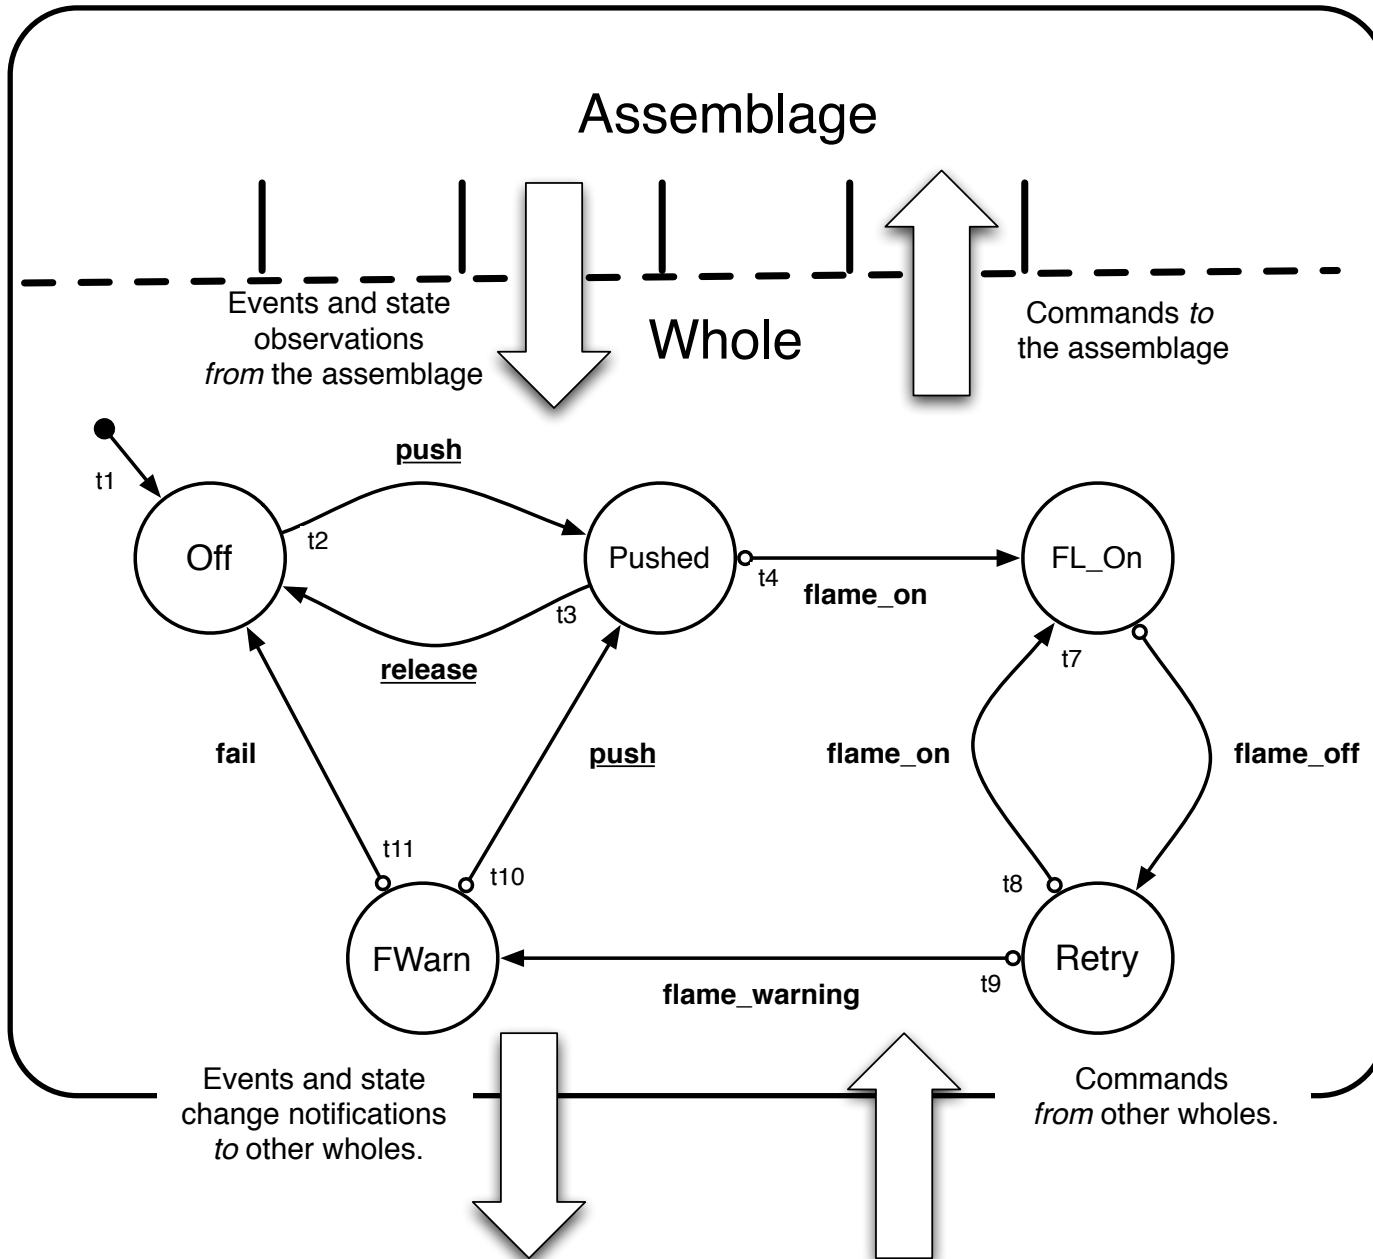 Assemblage
Events and state
observations
from the assemblage
Whole
Commands to
the assemblage
t1
push
Off
t2
Pushed
t4
flame_on
FL_On
t3
release
t7
fail
push
flame_on
flame_off
t11
t10
t8
FWarn
flame_warning
t9
Retry
Events and state
change notifications
to other wholes.
Commands
from other wholes.